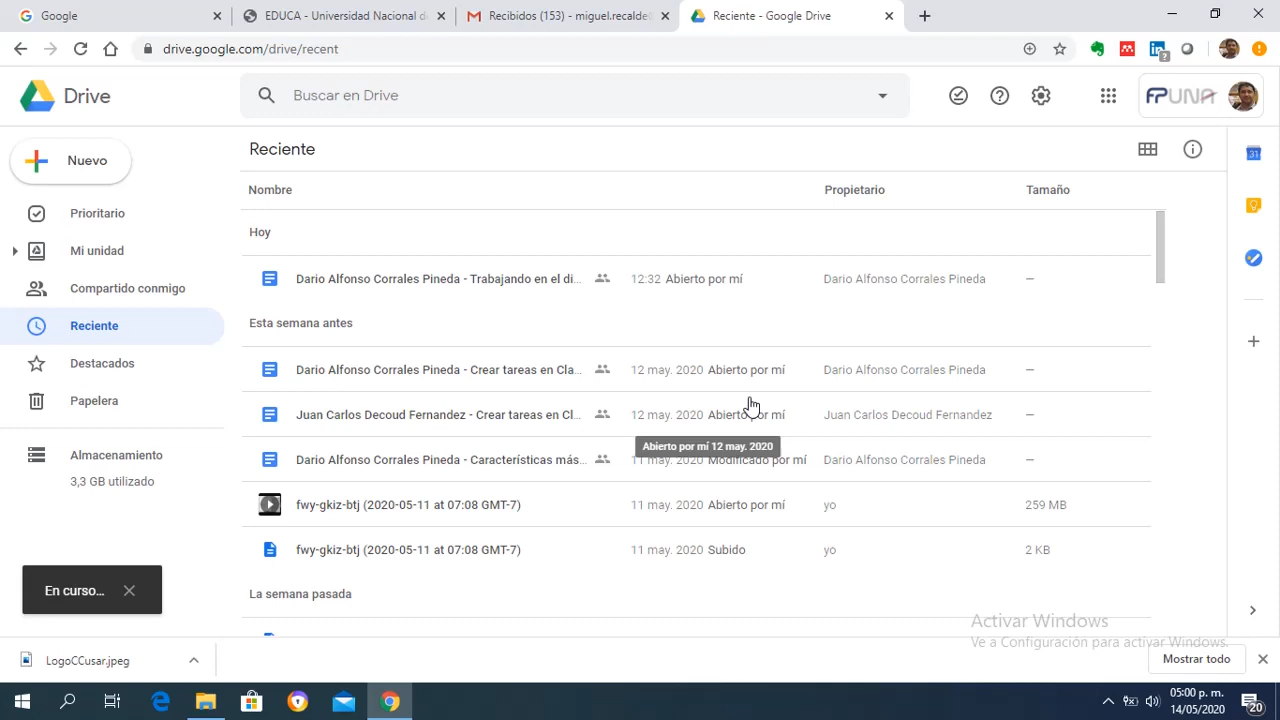 Google
EDUCA - Universidad Nacional de
Recibidos (153) - miguel.recalde
Reciente - Google Drive
drive.google.com/drive/recent
Drive
Buscar en Drive
FPUNA
Nuevo
Reciente
Nombre
Propietario
Tamaño
Prioritario
Mi unidad
Compartido conmigo
Reciente
Destacados
Papelera
Almacenamiento
3,3 GB utilizado
Hoy
Dario Alfonso Corrales Pineda - Trabajando en el di... 12:32 Abierto por mí Dario Alfonso Corrales Pineda –
Esta semana antes
Dario Alfonso Corrales Pineda - Crear tareas en Cla... 12 may. 2020 Abierto por mí Dario Alfonso Corrales Pineda –
Juan Carlos Decoud Fernandez - Crear tareas en Cl... 12 may. 2020 Abierto por mí Juan Carlos Decoud Fernandez –
Abierto por mí 12 may. 2020
Dario Alfonso Corrales Pineda - Características más... 11 may. 2020 Modificado por mí Dario Alfonso Corrales Pineda –
fwy-gkiz-btj (2020-05-11 at 07:08 GMT-7) 11 may. 2020 Abierto por mí yo 259 MB
fwy-gkiz-btj (2020-05-11 at 07:08 GMT-7) 11 may. 2020 Subido yo 2 KB
La semana pasada
En curso...
31
Activar Windows
Ve a Configuración para activar Windows.
LogoCCusar.jpeg
Mostrar todo
05:00 p. m.
14/05/2020
20